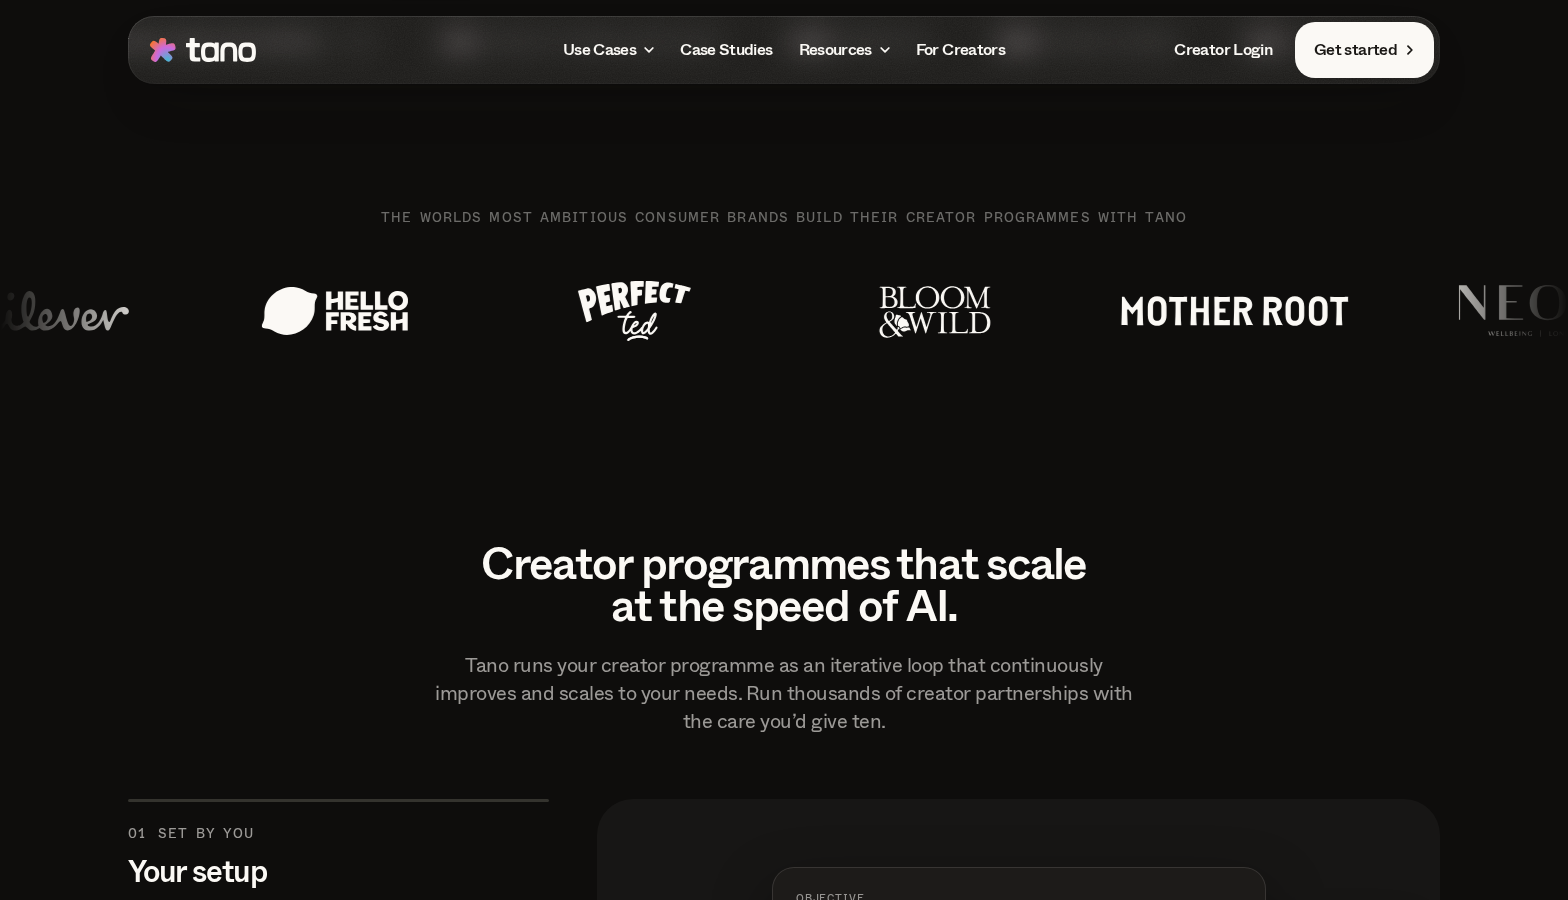 tano
Use Cases
Case Studies
Resources
For Creators
Creator Login
Get started
THE WORLDS MOST AMBITIOUS CONSUMER BRANDS BUILD THEIR CREATOR PROGRAMMES WITH TANO
ilever
HELLO
FRESH
PERFECT
ted
BLOOM
&WILD
MOTHER ROOT
NEO
WELLBEING
Creator programmes that scale
at the speed of AI.
Tano runs your creator programme as an iterative loop that continuously
improves and scales to your needs. Run thousands of creator partnerships with
the care you’d give ten.
01 SET BY YOU
Your setup
OBJECTIVE